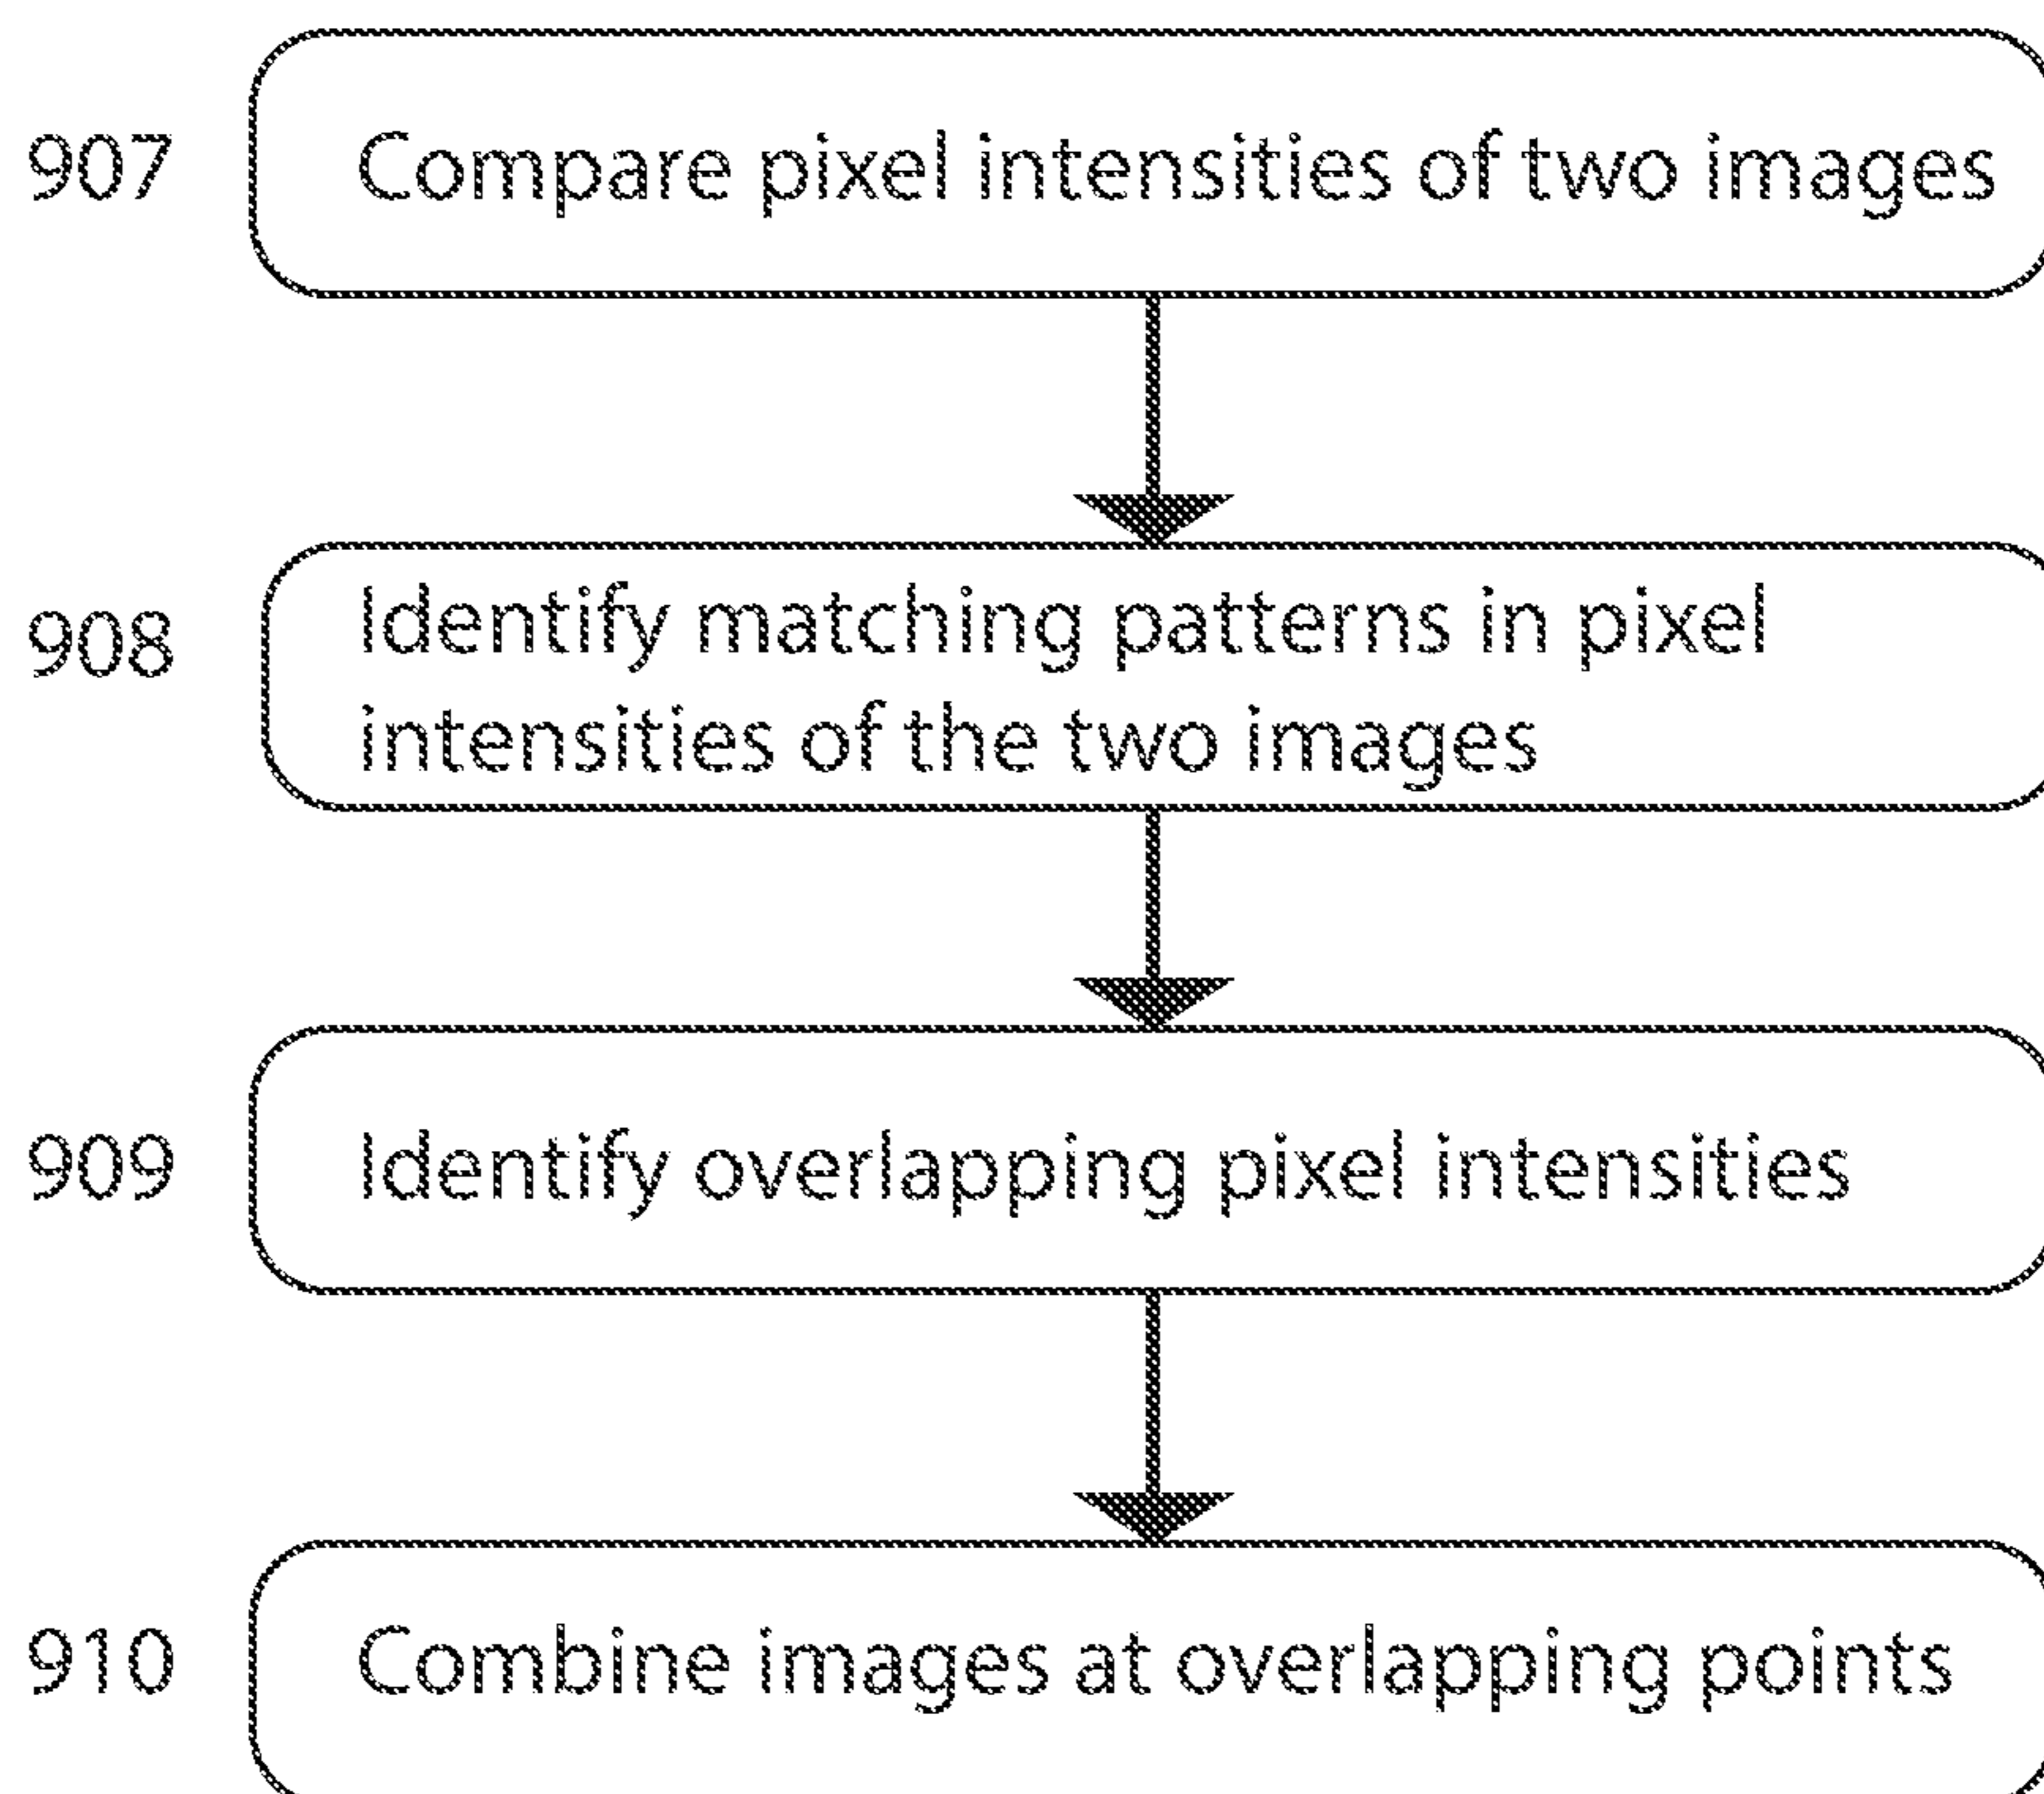 907
Compare pixel intensities of two images
908
Identify matching patterns in pixel
intensities of the two images
909
Identify overlapping pixel intensities
910
Combine images at overlapping points